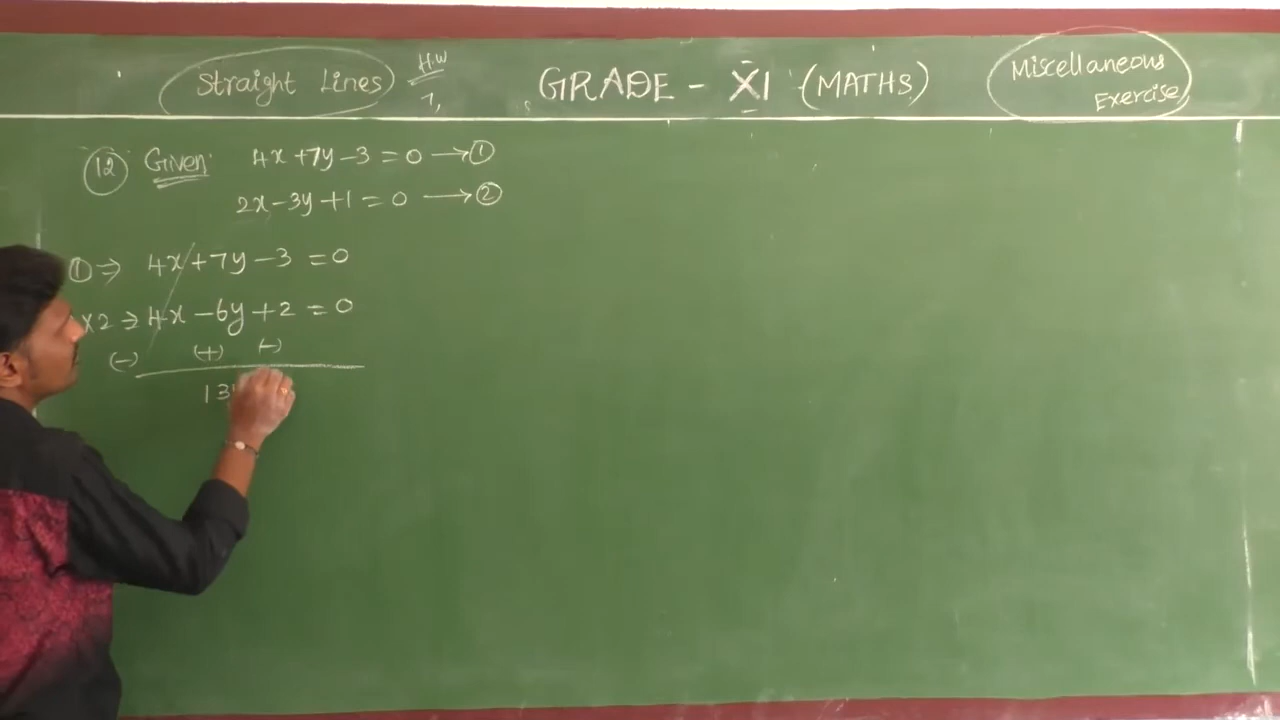 Straight Lines H.W GRADE - XI (MATHS) Miscellaneous
1, Exercise
12 Given: 4x + 7y - 3 = 0 → ①
2x - 3y + 1 = 0 → ②
① ⇒ 4x + 7y - 3 = 0
x2 ⇒ 4x - 6y + 2 = 0
(-) (+) (-)
13